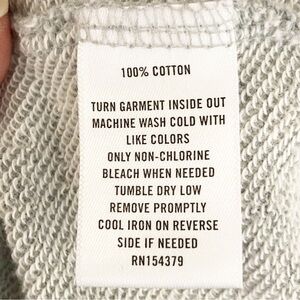 100% COTTON
TURN GARMENT INSIDE OUT
MACHINE WASH COLD WITH
LIKE COLORS
ONLY NON-CHLORINE
BLEACH WHEN NEEDED
TUMBLE DRY LOW
REMOVE PROMPTLY
COOL IRON ON REVERSE
SIDE IF NEEDED
RN154379